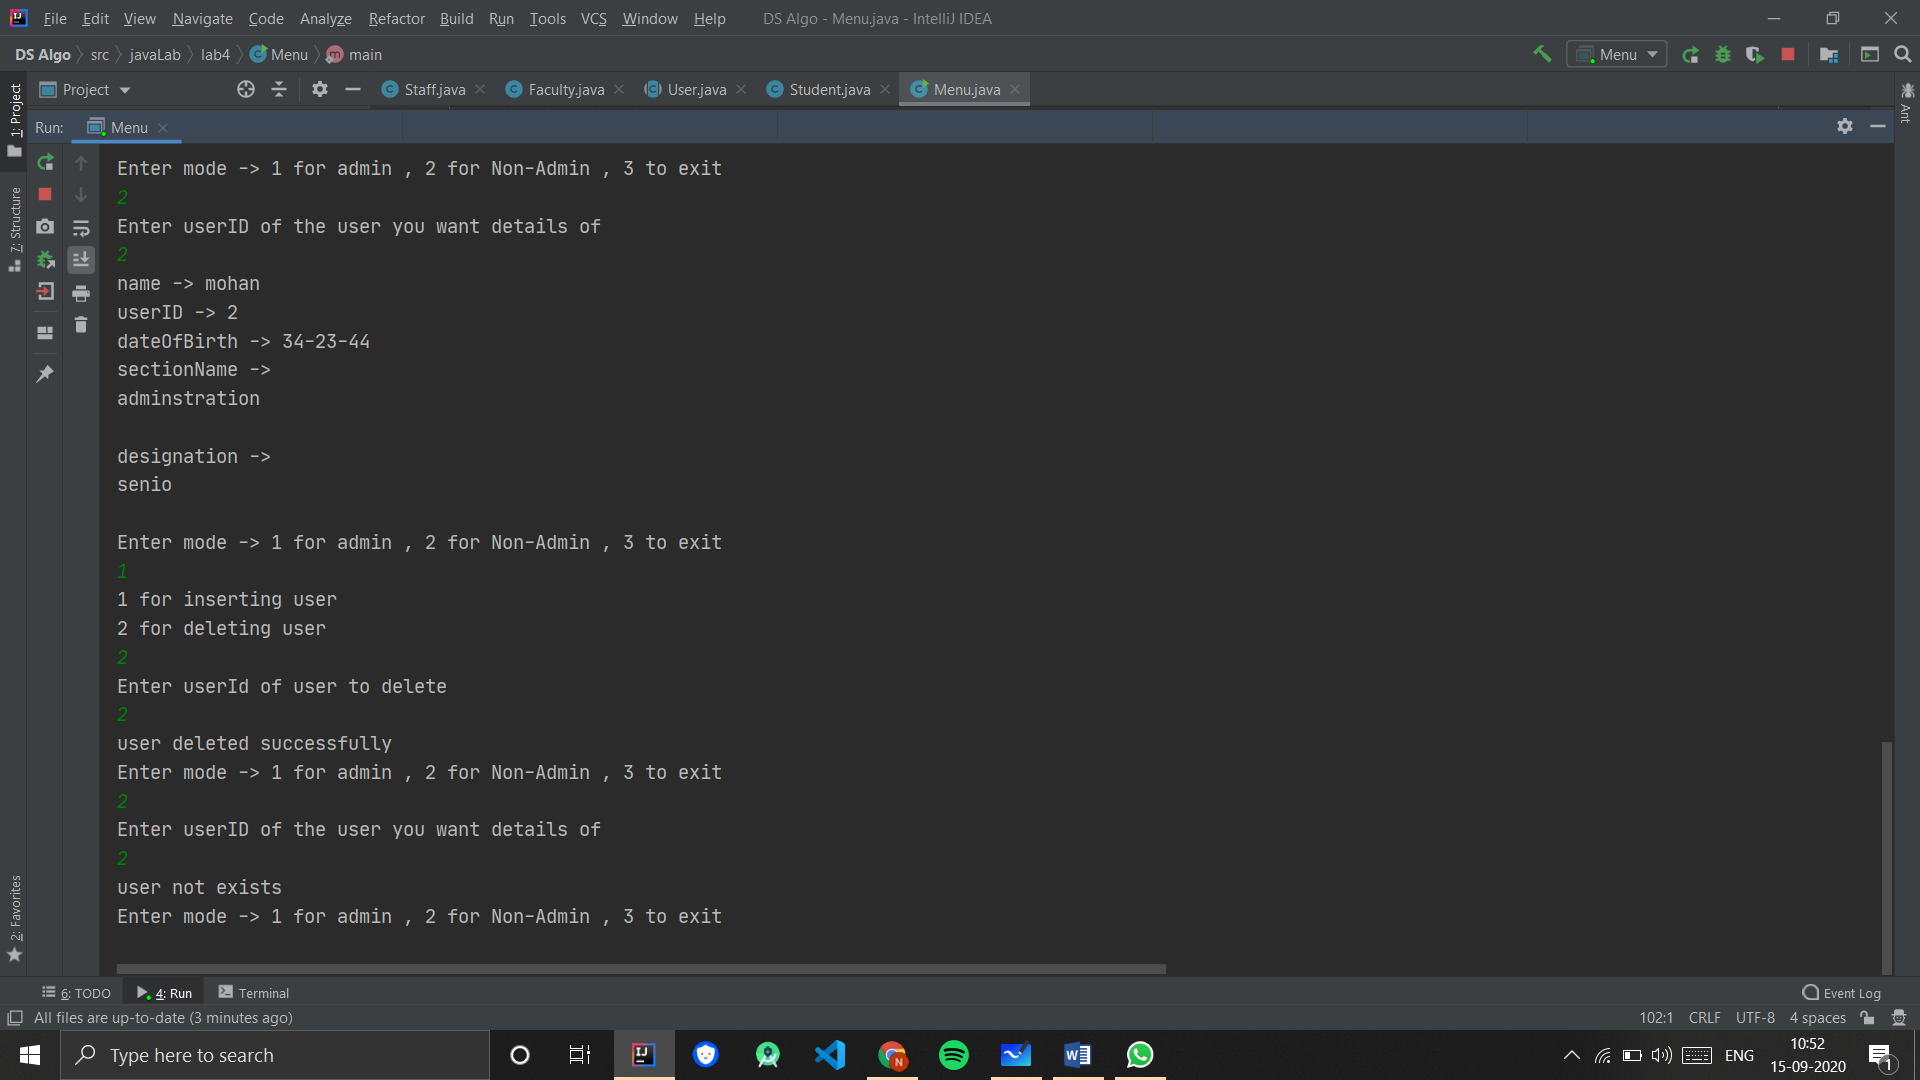 File Edit View Navigate Code Analyze Refactor Build Run Tools VCS Window Help DS Algo - Menu.java - IntelliJ IDEA
DS Algo src javaLab lab4 Menu main Menu
Project Staff.java Faculty.java User.java Student.java Menu.java
Run: Menu
1: Project
7: Structure
2: Favorites
Ant
Enter mode -> 1 for admin , 2 for Non-Admin , 3 to exit
2
Enter userID of the user you want details of
2
name -> mohan
userID -> 2
dateOfBirth -> 34-23-44
sectionName ->
adminstration
designation ->
senio
Enter mode -> 1 for admin , 2 for Non-Admin , 3 to exit
1
1 for inserting user
2 for deleting user
2
Enter userId of user to delete
2
user deleted successfully
Enter mode -> 1 for admin , 2 for Non-Admin , 3 to exit
2
Enter userID of the user you want details of
2
user not exists
Enter mode -> 1 for admin , 2 for Non-Admin , 3 to exit
6: TODO 4: Run Terminal Event Log
All files are up-to-date (3 minutes ago) 102:1 CRLF UTF-8 4 spaces
Type here to search ENG 10:52
15-09-2020 1